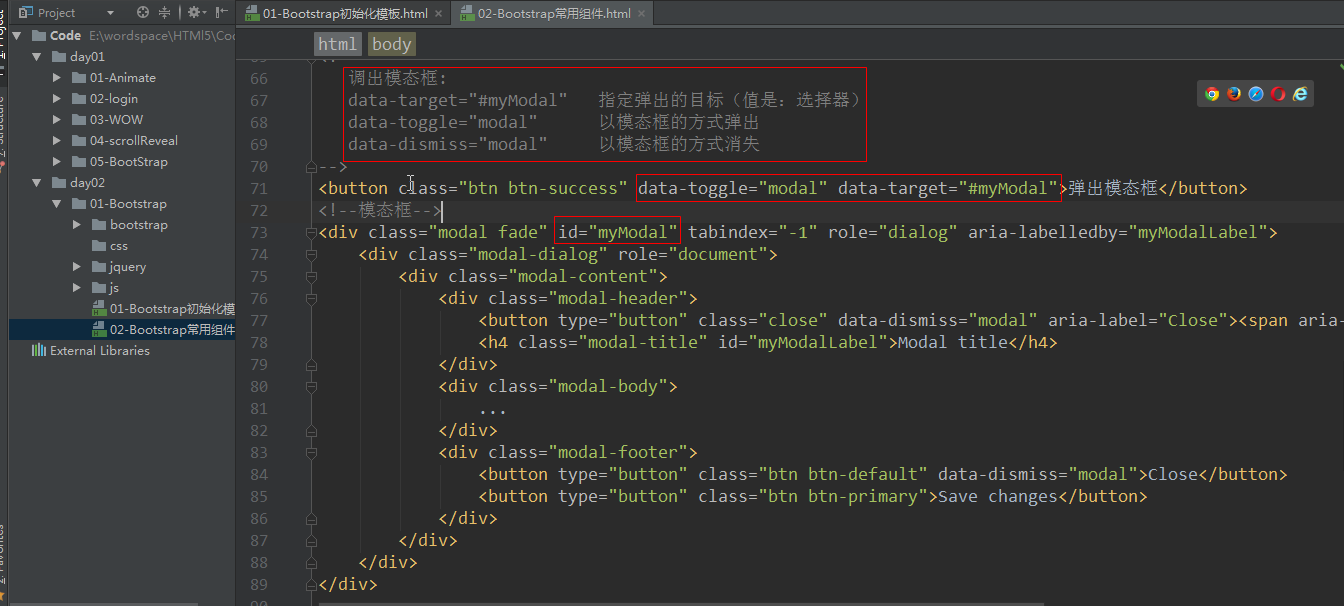 Project
01-Bootstrap初始化模板.html
02-Bootstrap常用组件.html
Code E:\wordspace\HTMl5\Co
day01
01-Animate
02-login
03-WOW
04-scrollReveal
05-BootStrap
day02
01-Bootstrap
bootstrap
css
jquery
js
01-Bootstrap初始化模
02-Bootstrap常用组件
External Libraries
html body
66 调出模态框:
67 data-target="#myModal" 指定弹出的目标（值是：选择器）
68 data-toggle="modal" 以模态框的方式弹出
69 data-dismiss="modal" 以模态框的方式消失
70 -->
71 <button class="btn btn-success" data-toggle="modal" data-target="#myModal">弹出模态框</button>
72 <!--模态框-->
73 <div class="modal fade" id="myModal" tabindex="-1" role="dialog" aria-labelledby="myModalLabel">
74 <div class="modal-dialog" role="document">
75 <div class="modal-content">
76 <div class="modal-header">
77 <button type="button" class="close" data-dismiss="modal" aria-label="Close"><span aria-
78 <h4 class="modal-title" id="myModalLabel">Modal title</h4>
79 </div>
80 <div class="modal-body">
81 ...
82 </div>
83 <div class="modal-footer">
84 <button type="button" class="btn btn-default" data-dismiss="modal">Close</button>
85 <button type="button" class="btn btn-primary">Save changes</button>
86 </div>
87 </div>
88 </div>
89 </div>